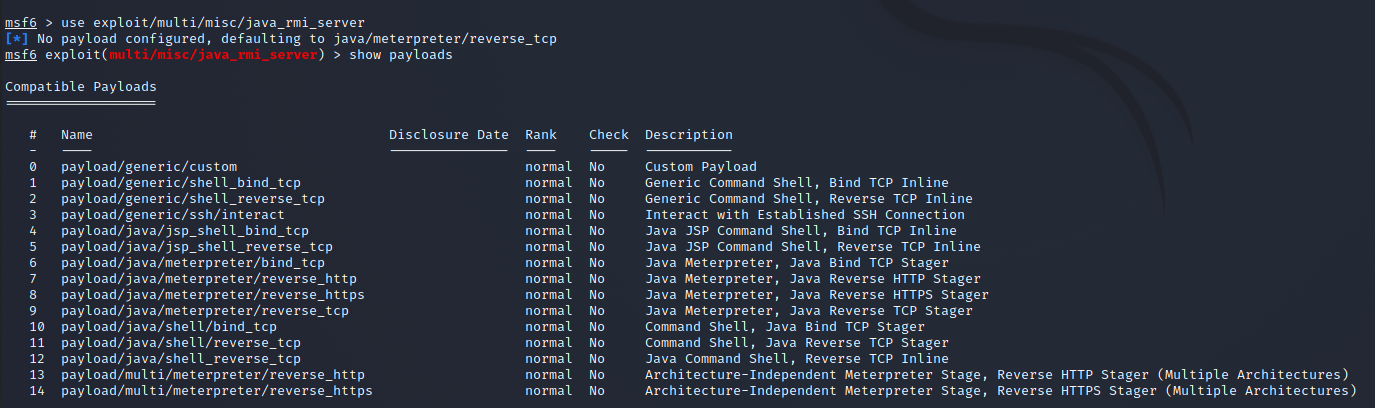 msf6 > use exploit/multi/misc/java_rmi_server
[*] No payload configured, defaulting to java/meterpreter/reverse_tcp
msf6 exploit(multi/misc/java_rmi_server) > show payloads
Compatible Payloads
===================
# Name Disclosure Date Rank Check Description
- ---- --------------- ---- ----- -----------
0 payload/generic/custom normal No Custom Payload
1 payload/generic/shell_bind_tcp normal No Generic Command Shell, Bind TCP Inline
2 payload/generic/shell_reverse_tcp normal No Generic Command Shell, Reverse TCP Inline
3 payload/generic/ssh/interact normal No Interact with Established SSH Connection
4 payload/java/jsp_shell_bind_tcp normal No Java JSP Command Shell, Bind TCP Inline
5 payload/java/jsp_shell_reverse_tcp normal No Java JSP Command Shell, Reverse TCP Inline
6 payload/java/meterpreter/bind_tcp normal No Java Meterpreter, Java Bind TCP Stager
7 payload/java/meterpreter/reverse_http normal No Java Meterpreter, Java Reverse HTTP Stager
8 payload/java/meterpreter/reverse_https normal No Java Meterpreter, Java Reverse HTTPS Stager
9 payload/java/meterpreter/reverse_tcp normal No Java Meterpreter, Java Reverse TCP Stager
10 payload/java/shell/bind_tcp normal No Command Shell, Java Bind TCP Stager
11 payload/java/shell/reverse_tcp normal No Command Shell, Java Reverse TCP Stager
12 payload/java/shell_reverse_tcp normal No Java Command Shell, Reverse TCP Inline
13 payload/multi/meterpreter/reverse_http normal No Architecture-Independent Meterpreter Stage, Reverse HTTP Stager (Multiple Architectures)
14 payload/multi/meterpreter/reverse_https normal No Architecture-Independent Meterpreter Stage, Reverse HTTPS Stager (Multiple Architectures)